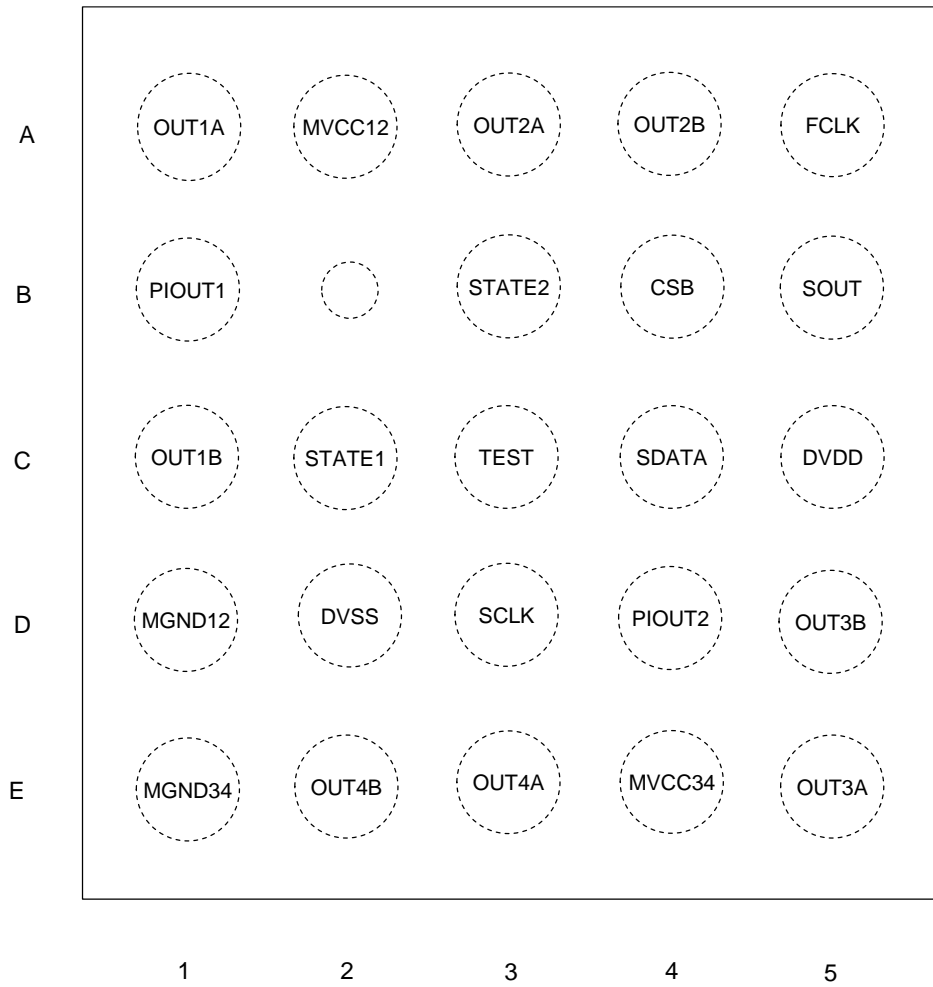 A OUT1A MVCC12 OUT2A OUT2B FCLK
B PIOUT1 STATE2 CSB SOUT
C OUT1B STATE1 TEST SDATA DVDD
D MGND12 DVSS SCLK PIOUT2 OUT3B
E MGND34 OUT4B OUT4A MVCC34 OUT3A
1 2 3 4 5